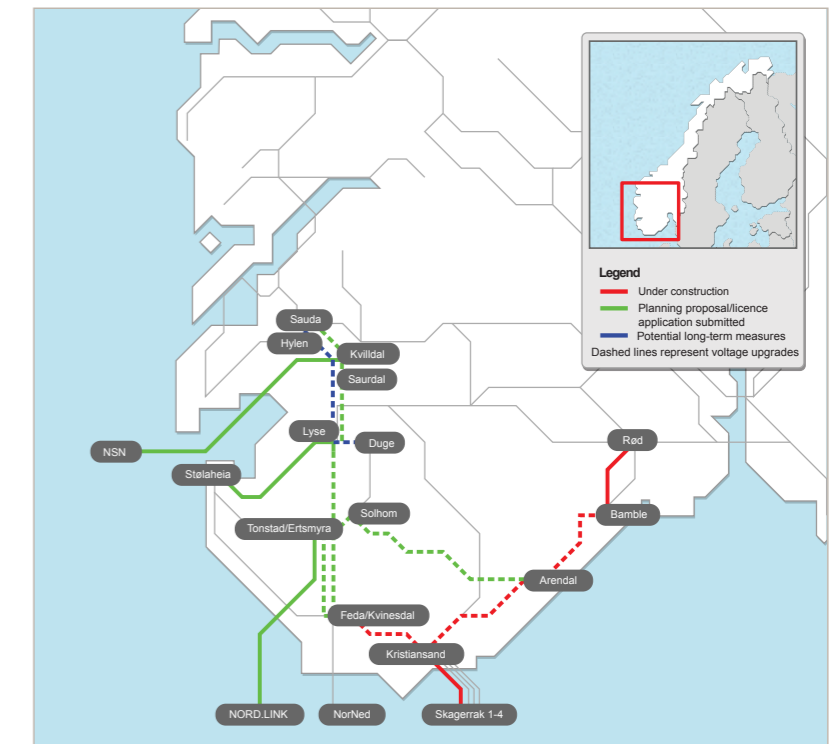 Legend
Under construction
Planning proposal/licence
application submitted
Potential long-term measures
Dashed lines represent voltage upgrades
Sauda
Hylen
Kvilldal
Saurdal
Lyse
Duge
Rød
NSN
Stølaheia
Solhom
Bamble
Tonstad/Ertsmyra
Arendal
Feda/Kvinesdal
Kristiansand
NORD.LINK
NorNed
Skagerrak 1-4